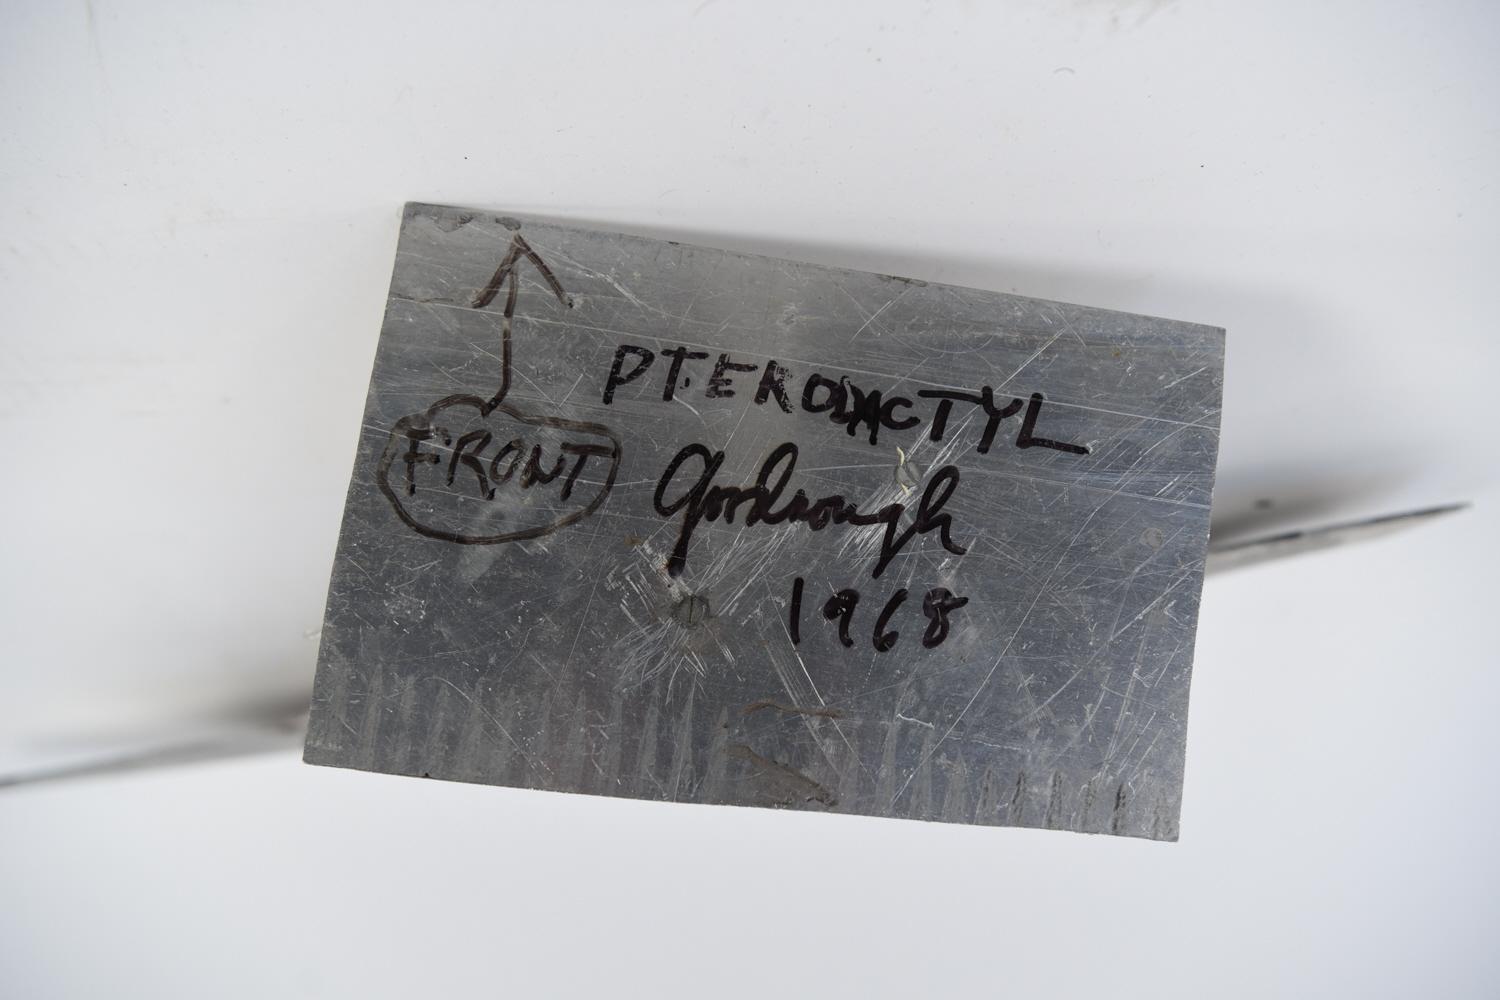 FRONT
PTERODACTYL
Goodnough
1968